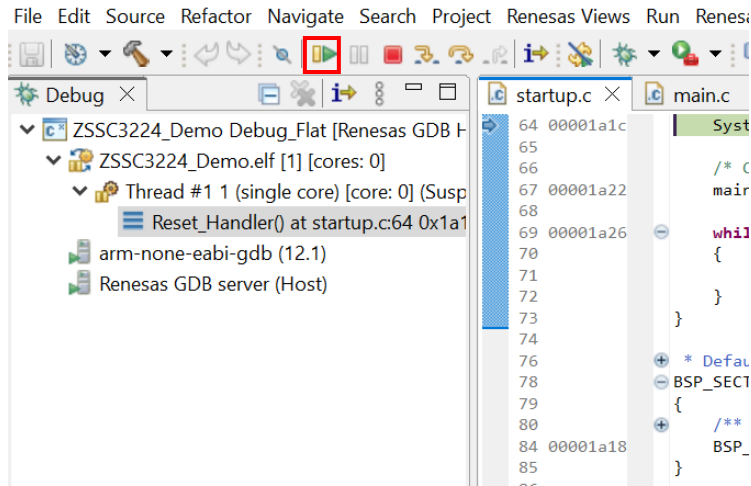 File Edit Source Refactor Navigate Search Project Renesas Views Run Renesa
Debug
startup.c
main.c
ZSSC3224_Demo Debug_Flat [Renesas GDB H
ZSSC3224_Demo.elf [1] [cores: 0]
Thread #1 1 (single core) [core: 0] (Susp
Reset_Handler() at startup.c:64 0x1a1
arm-none-eabi-gdb (12.1)
Renesas GDB server (Host)
64 00001a1c Syst
65
66 /* C
67 00001a22 main
68
69 00001a26 whil
70 {
71
72 }
73 }
74
76 * Defau
78 BSP_SECT
79 {
80 /**
84 00001a18 BSP_
85 }